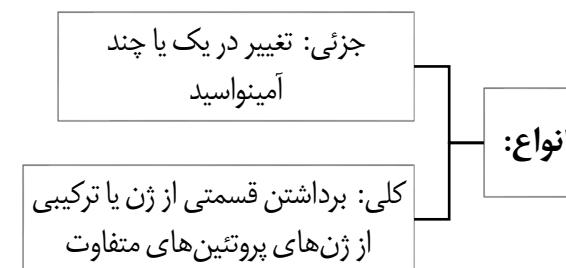 انواع:
جزئی: تغییر در یک یا چند
آمینواسید
کلی: برداشتن قسمتی از ژن یا ترکیبی
از ژن‌های پروتئین‌های متفاوت